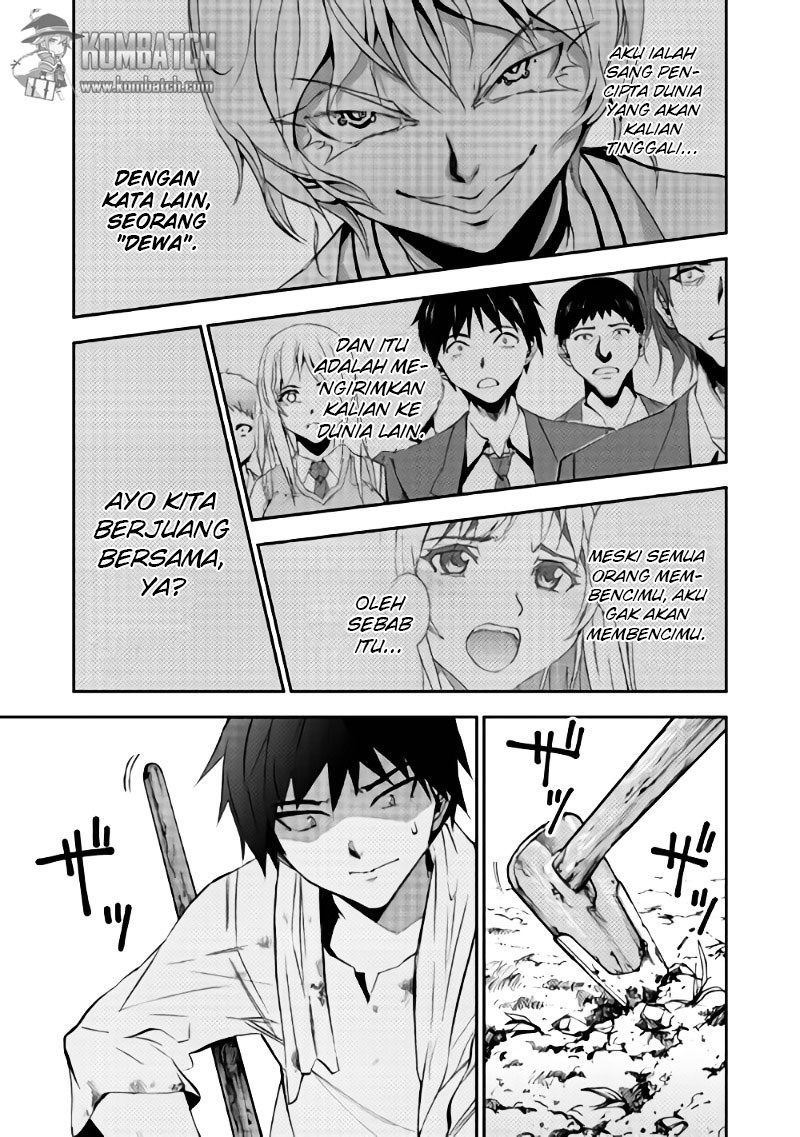 KOMBATCH
www.kombatch.com
AKU IALAH
SANG PEN-
CIPTA DUNIA
YANG AKAN
KALIAN
TINGGALI...
DENGAN
KATA LAIN,
SEORANG
"DEWA".
DAN ITU
ADALAH ME-
NGIRIMKAN
KALIAN KE
DUNIA LAIN.
MESKI SEMUA
ORANG MEM-
BENCIMU, AKU
GAK AKAN
MEMBENCIMU.
OLEH
SEBAB
ITU...
AYO KITA
BERJUANG
BERSAMA,
YA?
ザッ
ザッ
ザッ
ザッ